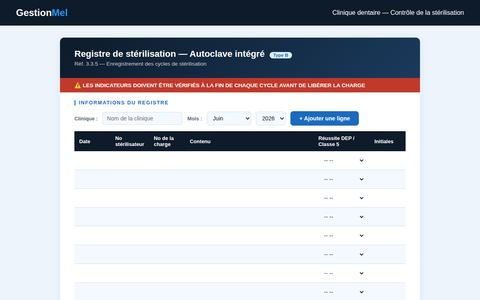 GestionMel
Clinique dentaire — Contrôle de la stérilisation
Registre de stérilisation — Autoclave intégré Type B
Réf. 3.3.5 — Enregistrement des cycles de stérilisation
⚠ LES INDICATEURS DOIVENT ÊTRE VÉRIFIÉS À LA FIN DE CHAQUE CYCLE AVANT DE LIBÉRER LA CHARGE
INFORMATIONS DU REGISTRE
Clinique : Nom de la clinique Mois : Juin 2026 + Ajouter une ligne
Date No stérilisateur No de la charge Contenu Réussite DEP / Classe 5 Initiales
-- --
-- --
-- --
-- --
-- --
-- --
-- --
-- --